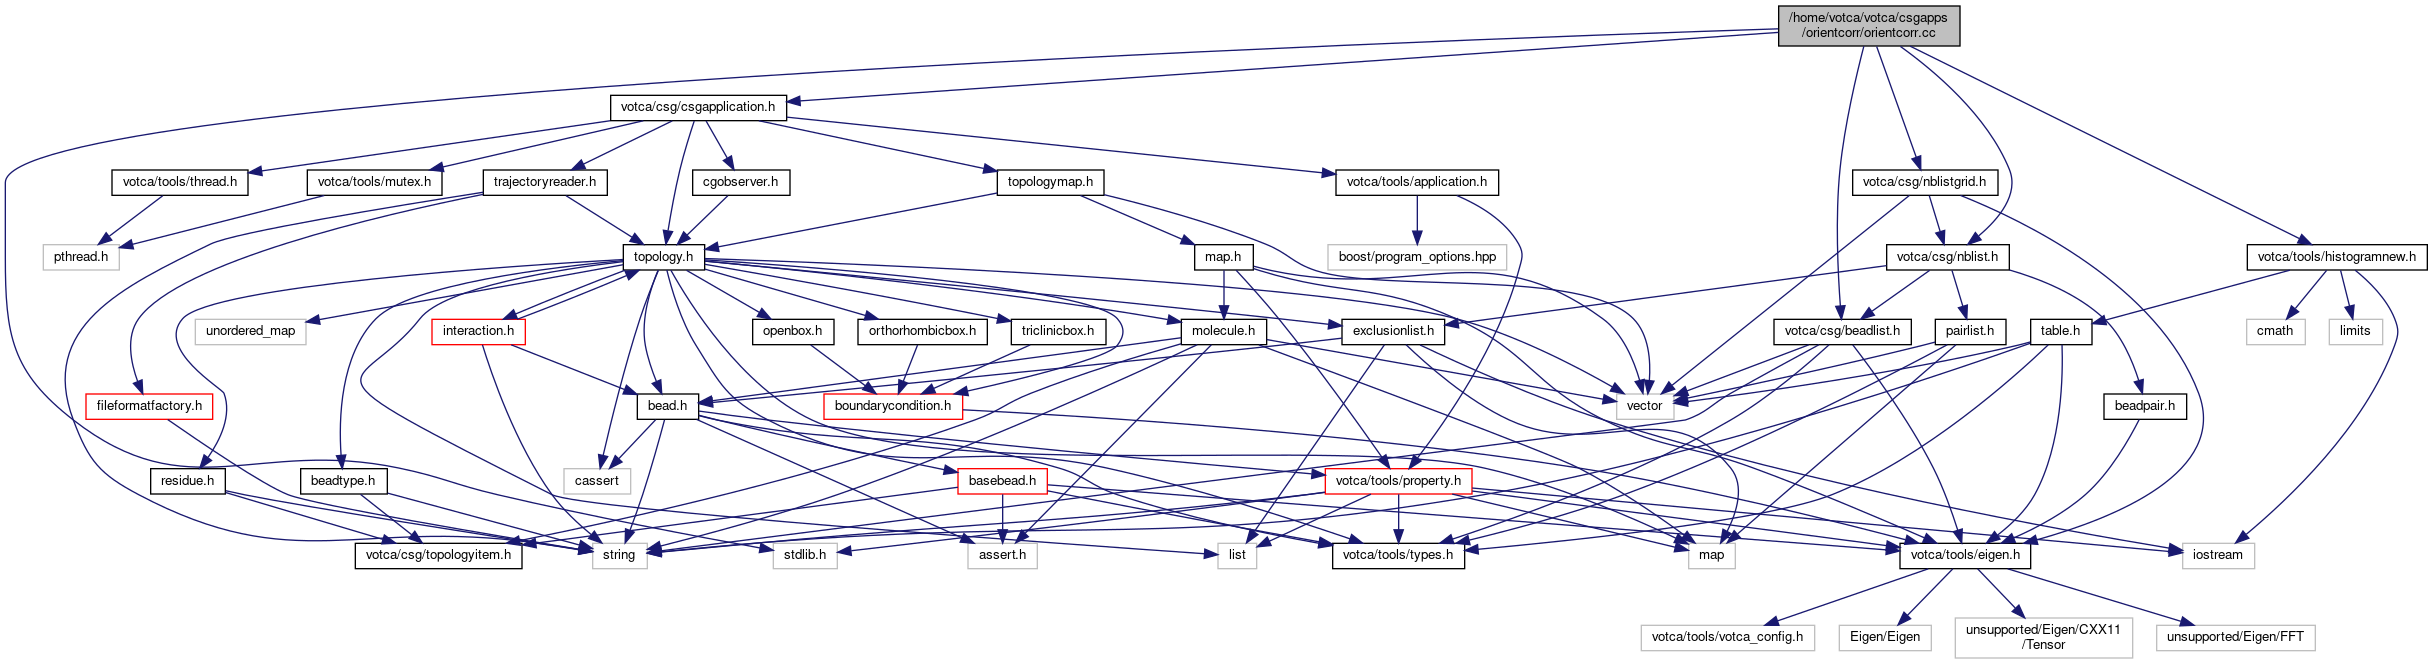 /home/votca/votca/csgapps
/orientcorr/orientcorr.cc
votca/csg/csgapplication.h
votca/tools/thread.h
votca/tools/mutex.h
trajectoryreader.h
cgobserver.h
topologymap.h
votca/tools/application.h
votca/csg/nblistgrid.h
pthread.h
topology.h
map.h
boost/program_options.hpp
votca/csg/nblist.h
votca/tools/histogramnew.h
unordered_map
interaction.h
openbox.h
orthorhombicbox.h
triclinicbox.h
molecule.h
exclusionlist.h
votca/csg/beadlist.h
pairlist.h
table.h
cmath
limits
fileformatfactory.h
bead.h
boundarycondition.h
vector
beadpair.h
residue.h
beadtype.h
cassert
basebead.h
votca/tools/property.h
votca/csg/topologyitem.h
string
stdlib.h
assert.h
list
votca/tools/types.h
map
votca/tools/eigen.h
iostream
votca/tools/votca_config.h
Eigen/Eigen
unsupported/Eigen/CXX11
/Tensor
unsupported/Eigen/FFT